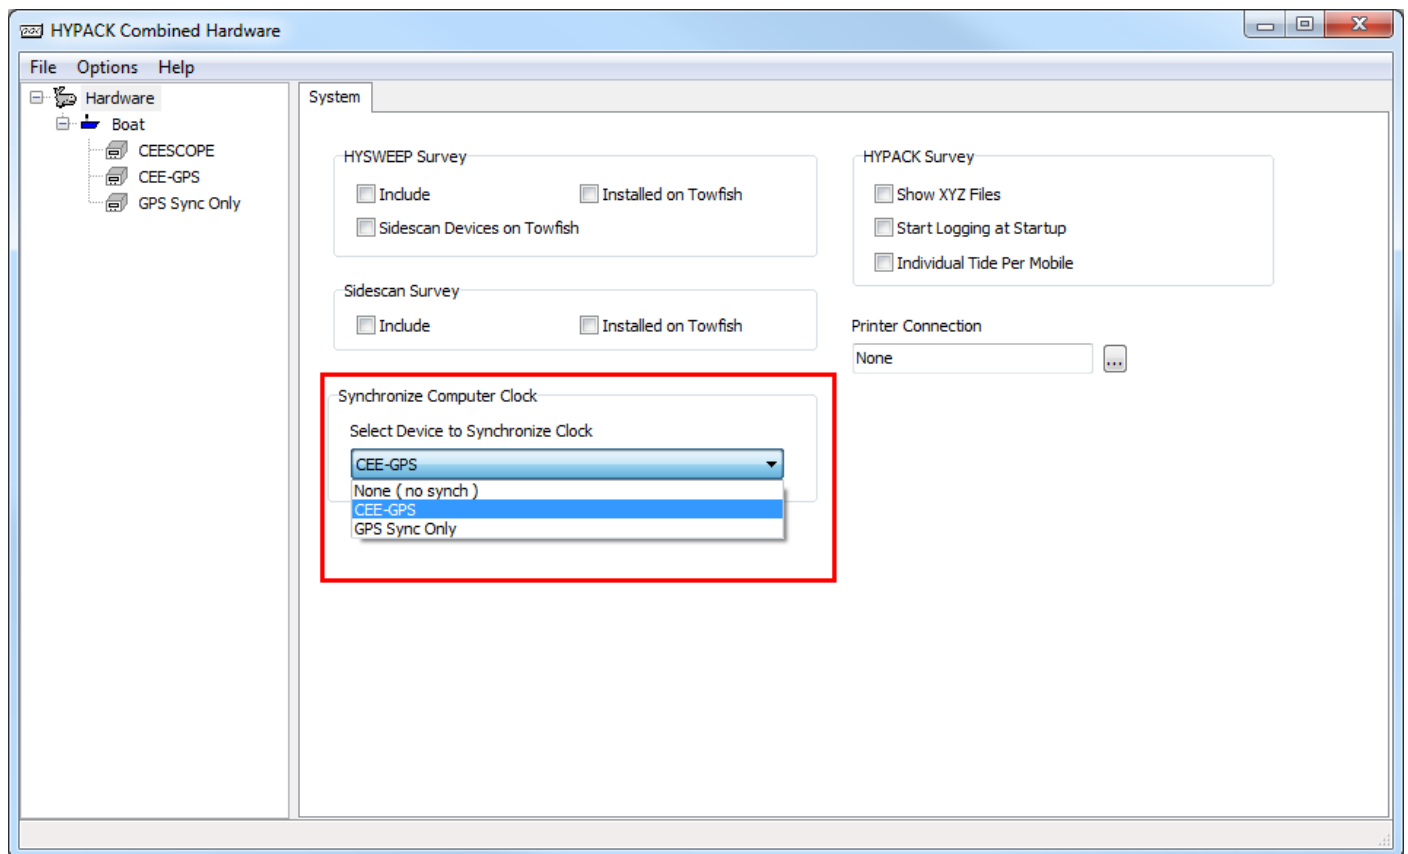 HYPACK Combined Hardware
File Options Help
Hardware
Boat
CEESCOPE
CEE-GPS
GPS Sync Only
System
HYSWEEP Survey
Include
Installed on Towfish
Sidescan Devices on Towfish
Sidescan Survey
Include
Installed on Towfish
Synchronize Computer Clock
Select Device to Synchronize Clock
CEE-GPS
None ( no synch )
CEE-GPS
GPS Sync Only
HYPACK Survey
Show XYZ Files
Start Logging at Startup
Individual Tide Per Mobile
Printer Connection
None
...